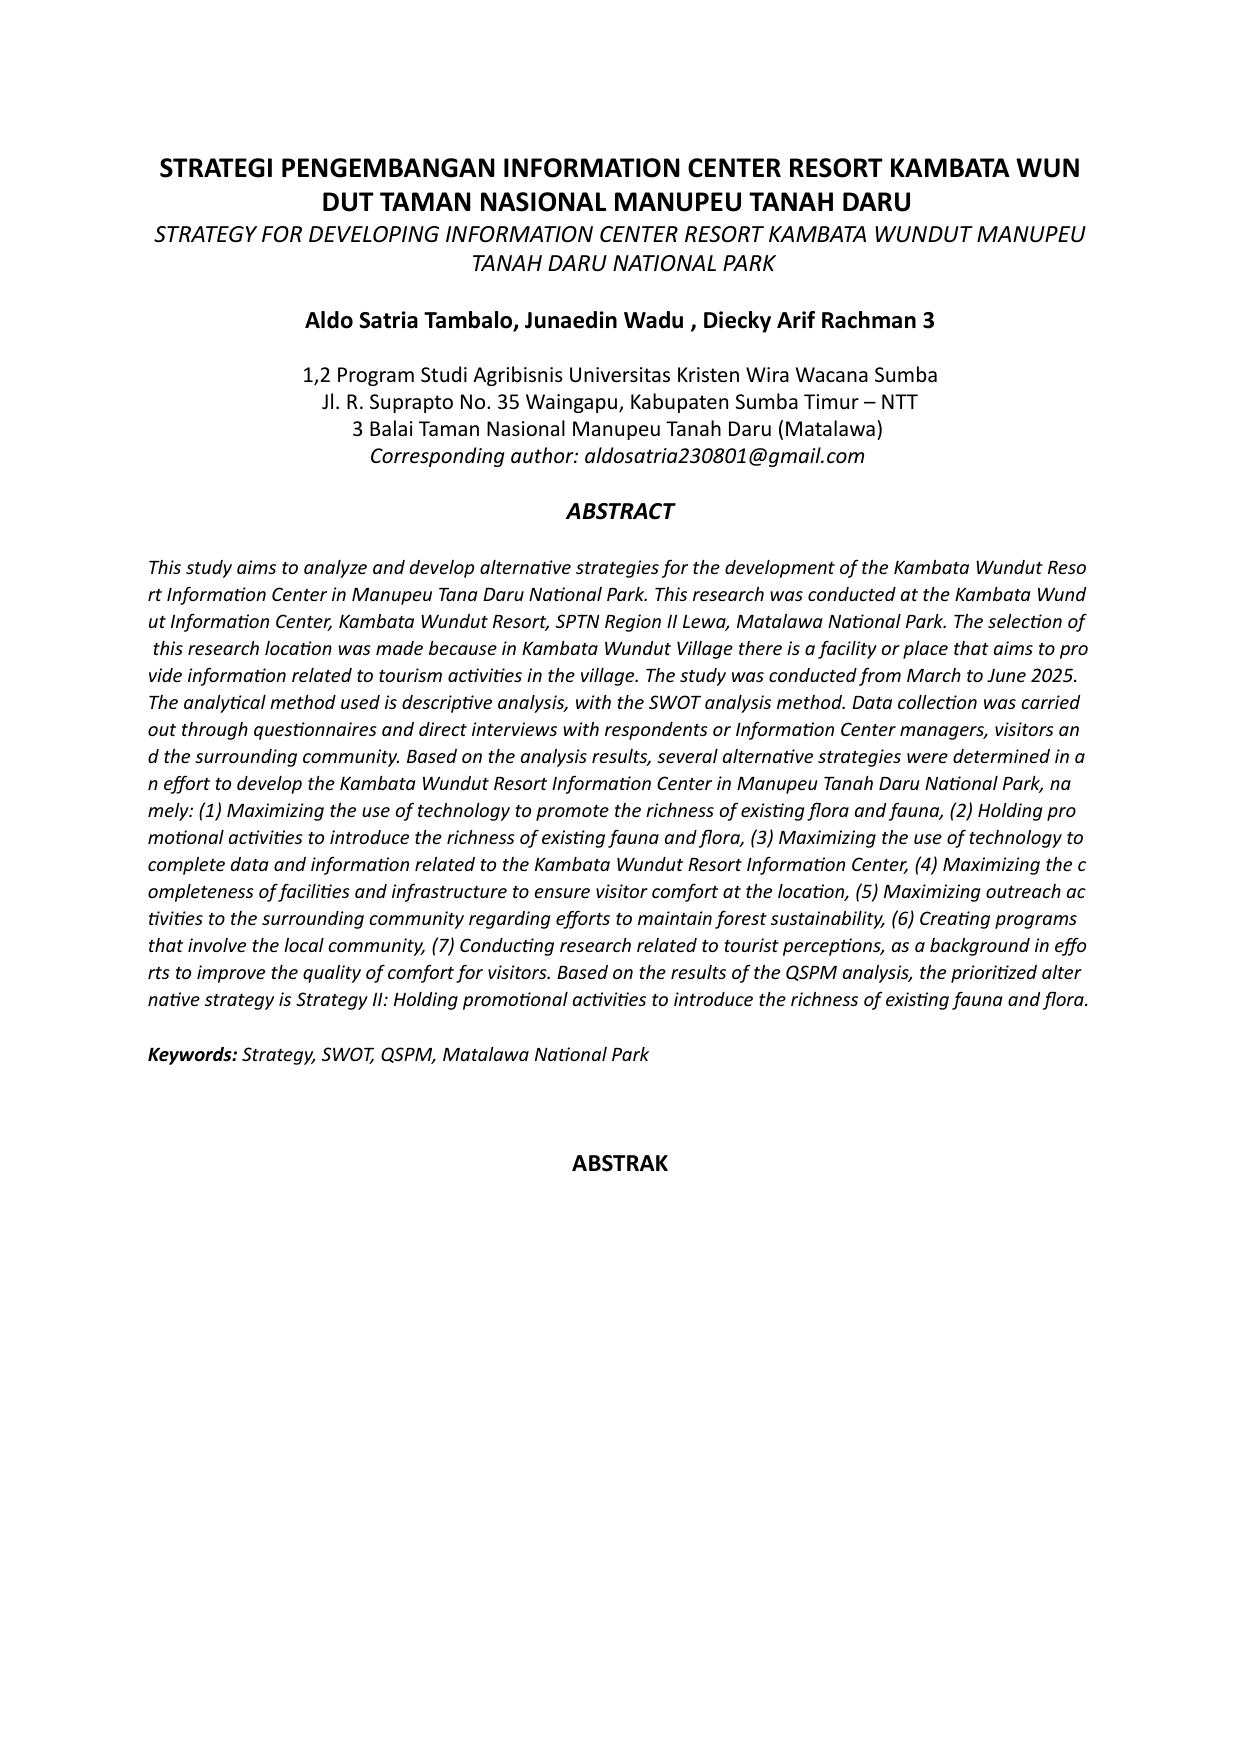 STRATEGI PENGEMBANGAN INFORMATION CENTER RESORT KAMBATA WUN
DUT TAMAN NASIONAL MANUPEU TANAH DARU
STRATEGY FOR DEVELOPING INFORMATION CENTER RESORT KAMBATA WUNDUT MANUPEU
TANAH DARU NATIONAL PARK
Aldo Satria Tambalo, Junaedin Wadu , Diecky Arif Rachman 3
1,2 Program Studi Agribisnis Universitas Kristen Wira Wacana Sumba
Jl. R. Suprapto No. 35 Waingapu, Kabupaten Sumba Timur – NTT
3 Balai Taman Nasional Manupeu Tanah Daru (Matalawa)
Corresponding author: aldosatria230801@gmail.com
ABSTRACT
This study aims to analyze and develop alternative strategies for the development of the Kambata Wundut Reso
rt Information Center in Manupeu Tana Daru National Park. This research was conducted at the Kambata Wund
ut Information Center, Kambata Wundut Resort, SPTN Region II Lewa, Matalawa National Park. The selection of
this research location was made because in Kambata Wundut Village there is a facility or place that aims to pro
vide information related to tourism activities in the village. The study was conducted from March to June 2025.
The analytical method used is descriptive analysis, with the SWOT analysis method. Data collection was carried
out through questionnaires and direct interviews with respondents or Information Center managers, visitors an
d the surrounding community. Based on the analysis results, several alternative strategies were determined in a
n effort to develop the Kambata Wundut Resort Information Center in Manupeu Tanah Daru National Park, na
mely: (1) Maximizing the use of technology to promote the richness of existing flora and fauna, (2) Holding pro
motional activities to introduce the richness of existing fauna and flora, (3) Maximizing the use of technology to
complete data and information related to the Kambata Wundut Resort Information Center, (4) Maximizing the c
ompleteness of facilities and infrastructure to ensure visitor comfort at the location, (5) Maximizing outreach ac
tivities to the surrounding community regarding efforts to maintain forest sustainability, (6) Creating programs
that involve the local community, (7) Conducting research related to tourist perceptions, as a background in effo
rts to improve the quality of comfort for visitors. Based on the results of the QSPM analysis, the prioritized alter
native strategy is Strategy II: Holding promotional activities to introduce the richness of existing fauna and flora.
Keywords: Strategy, SWOT, QSPM, Matalawa National Park
ABSTRAK